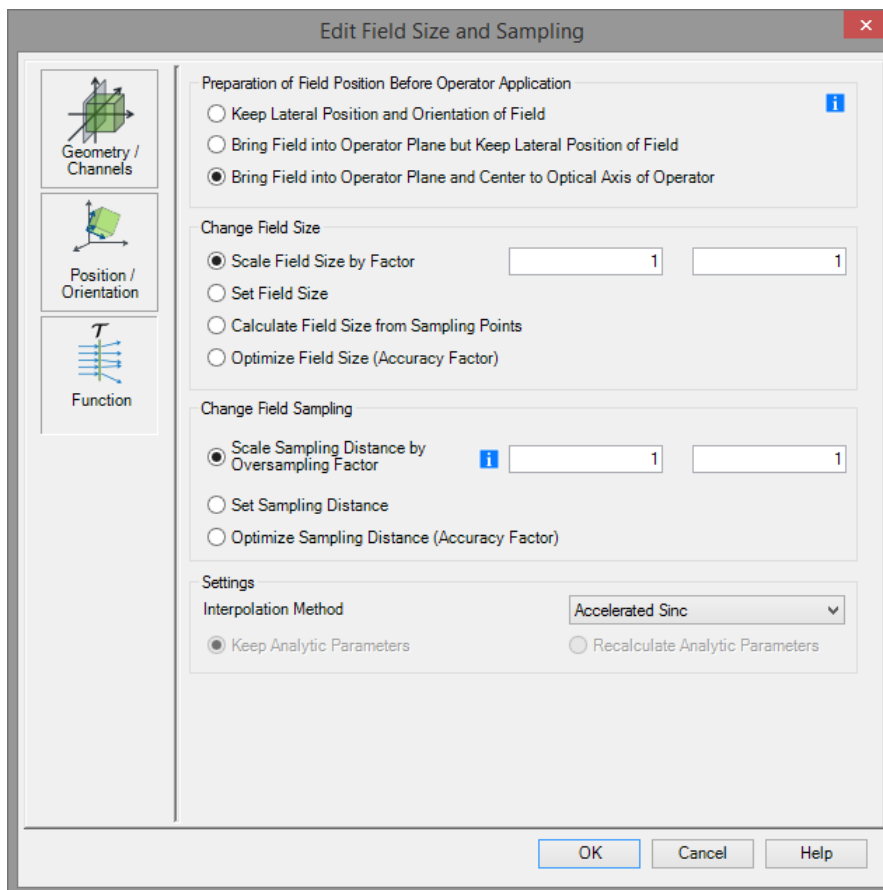 Edit Field Size and Sampling
Geometry /
Channels
Position /
Orientation
T
Function
Preparation of Field Position Before Operator Application
i
Keep Lateral Position and Orientation of Field
Bring Field into Operator Plane but Keep Lateral Position of Field
Bring Field into Operator Plane and Center to Optical Axis of Operator
Change Field Size
Scale Field Size by Factor 1 1
Set Field Size
Calculate Field Size from Sampling Points
Optimize Field Size (Accuracy Factor)
Change Field Sampling
Scale Sampling Distance by
Oversampling Factor i 1 1
Set Sampling Distance
Optimize Sampling Distance (Accuracy Factor)
Settings
Interpolation Method Accelerated Sinc
Keep Analytic Parameters Recalculate Analytic Parameters
OK Cancel Help